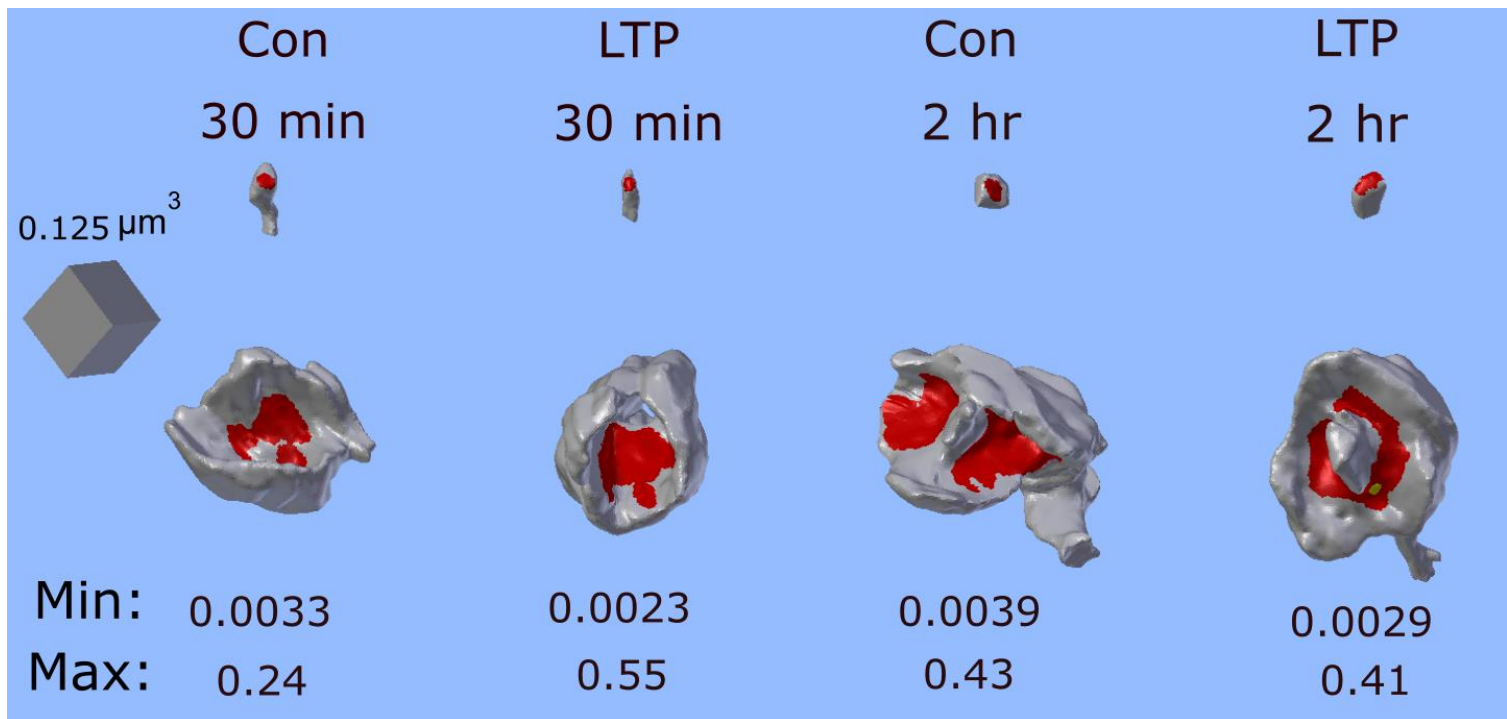 Con LTP Con LTP
30 min 30 min 2 hr 2 hr
0.125 μm³
Min: 0.0033 0.0023 0.0039 0.0029
Max: 0.24 0.55 0.43 0.41